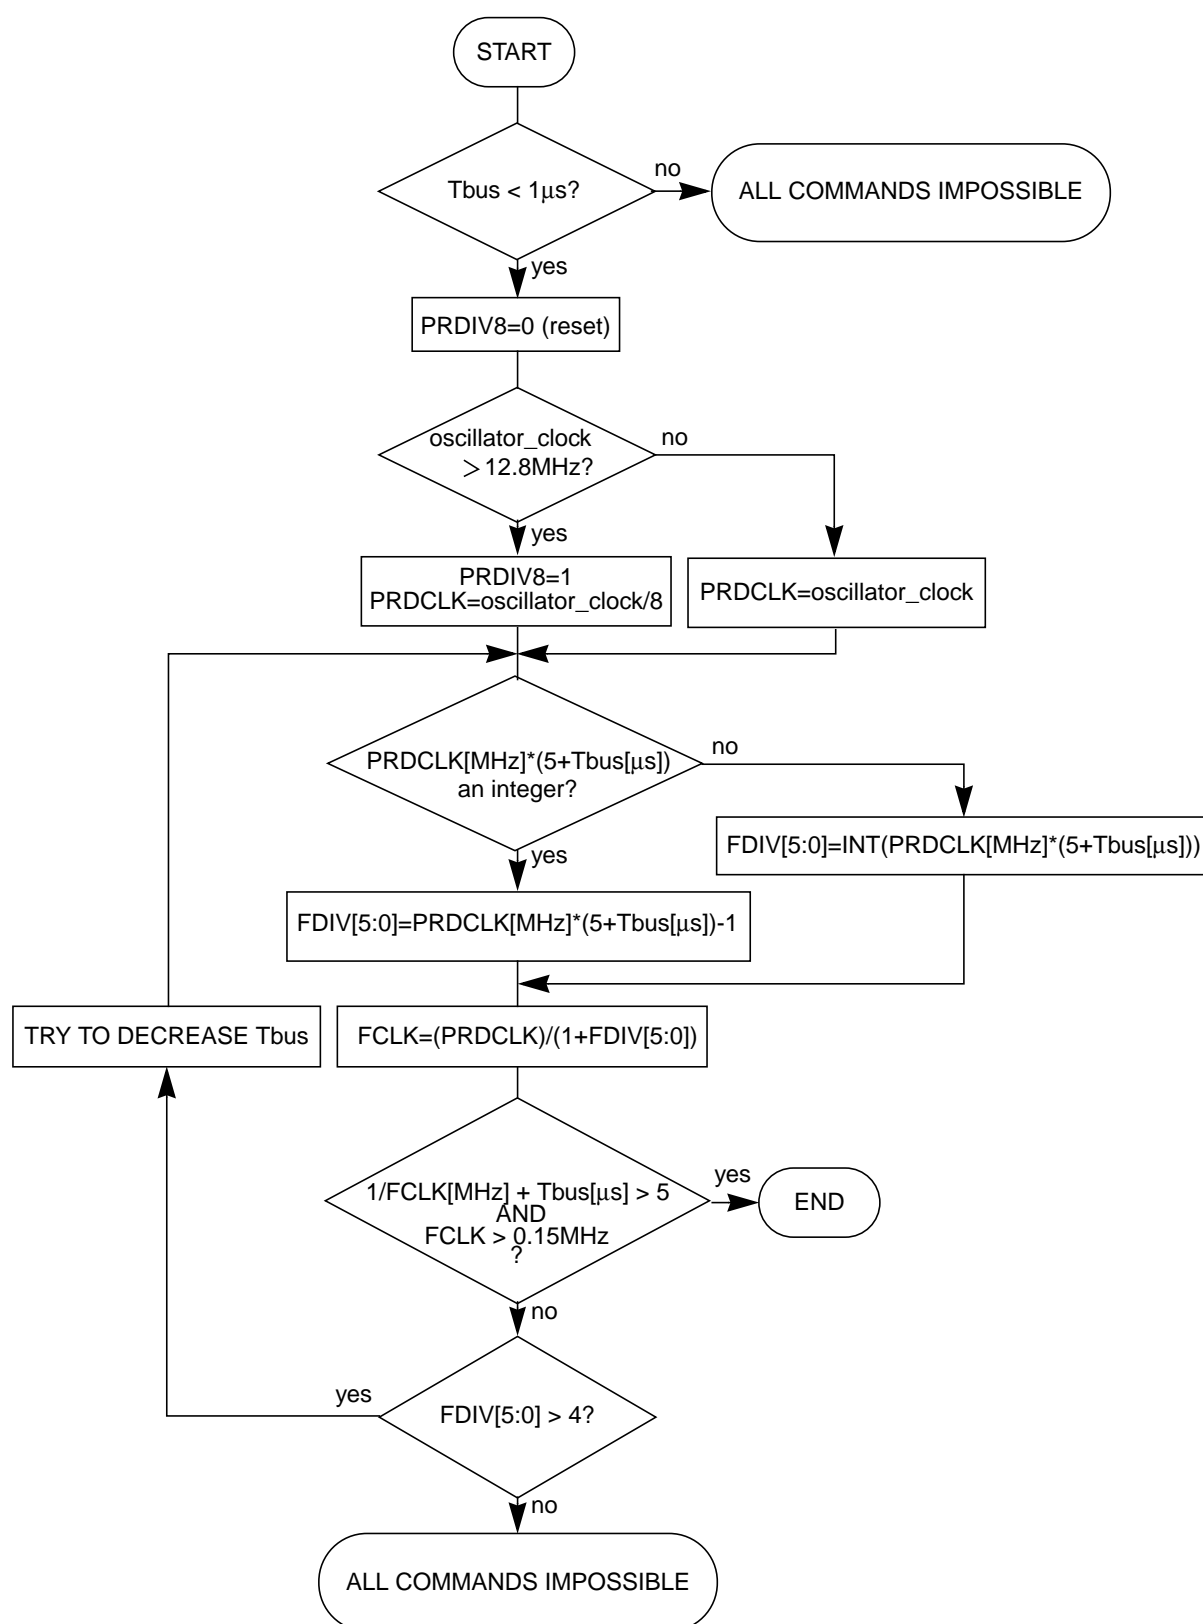 START
Tbus < 1μs?
no
ALL COMMANDS IMPOSSIBLE
yes
PRDIV8=0 (reset)
oscillator_clock
> 12.8MHz?
no
yes
PRDIV8=1
PRDCLK=oscillator_clock/8
PRDCLK=oscillator_clock
PRDCLK[MHz]*(5+Tbus[μs])
an integer?
no
yes
FDIV[5:0]=INT(PRDCLK[MHz]*(5+Tbus[μs]))
FDIV[5:0]=PRDCLK[MHz]*(5+Tbus[μs])-1
TRY TO DECREASE Tbus
FCLK=(PRDCLK)/(1+FDIV[5:0])
1/FCLK[MHz] + Tbus[μs] > 5
AND
FCLK > 0.15MHz
?
yes
END
no
yes
FDIV[5:0] > 4?
no
ALL COMMANDS IMPOSSIBLE